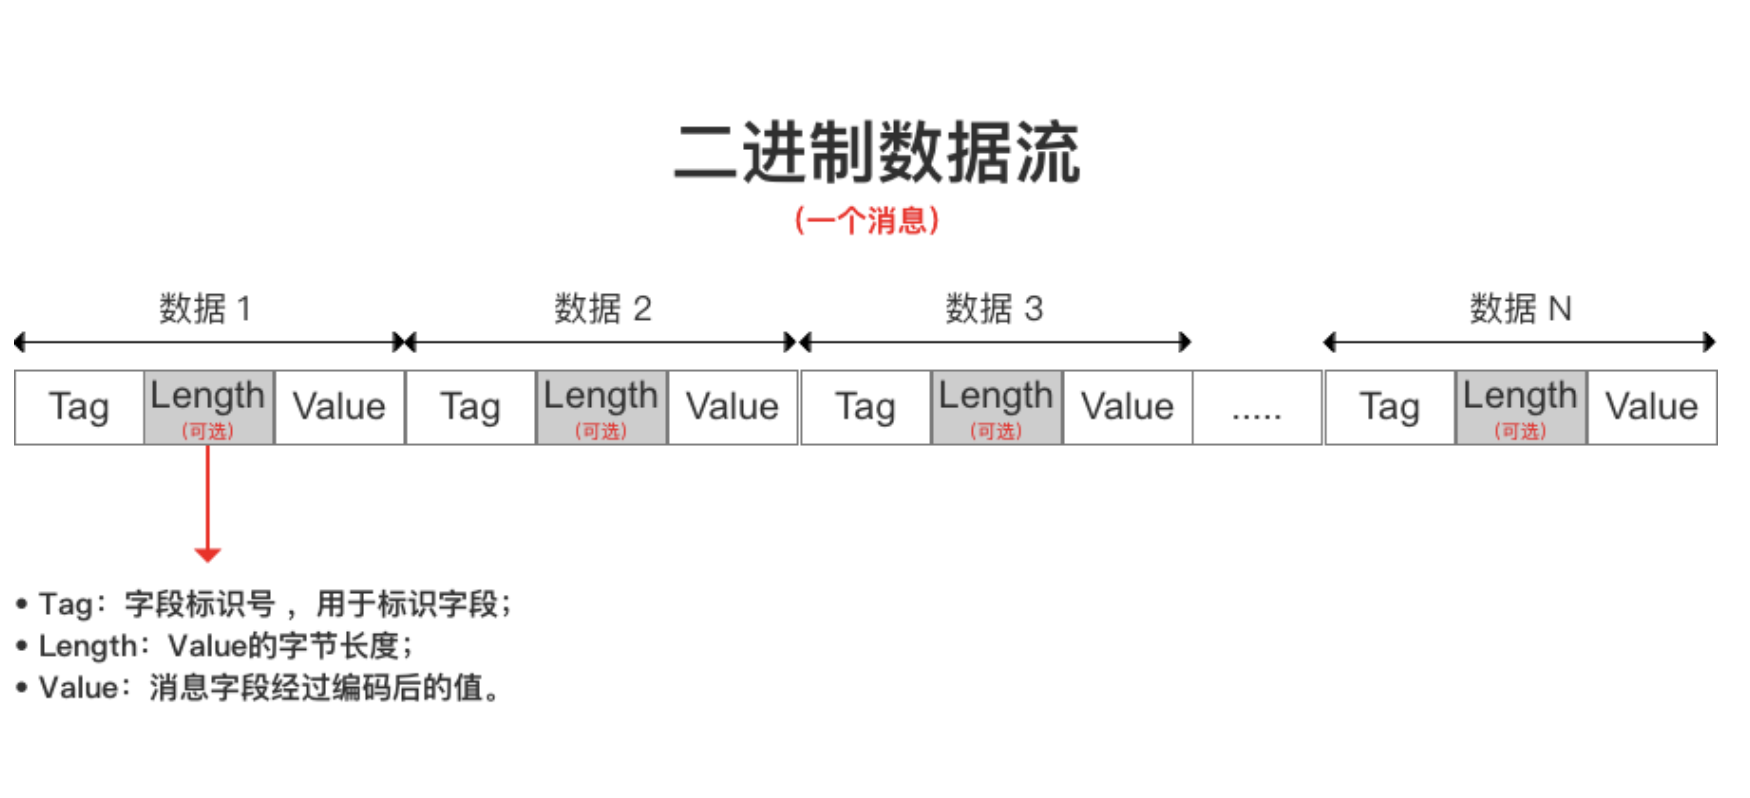 二进制数据流
(一个消息)
数据 1 数据 2 数据 3 数据 N
Tag Length Value Tag Length Value Tag Length Value ..... Tag Length Value
(可选) (可选) (可选) (可选)
• Tag：字段标识号 ，用于标识字段；
• Length：Value的字节长度；
• Value：消息字段经过编码后的值。